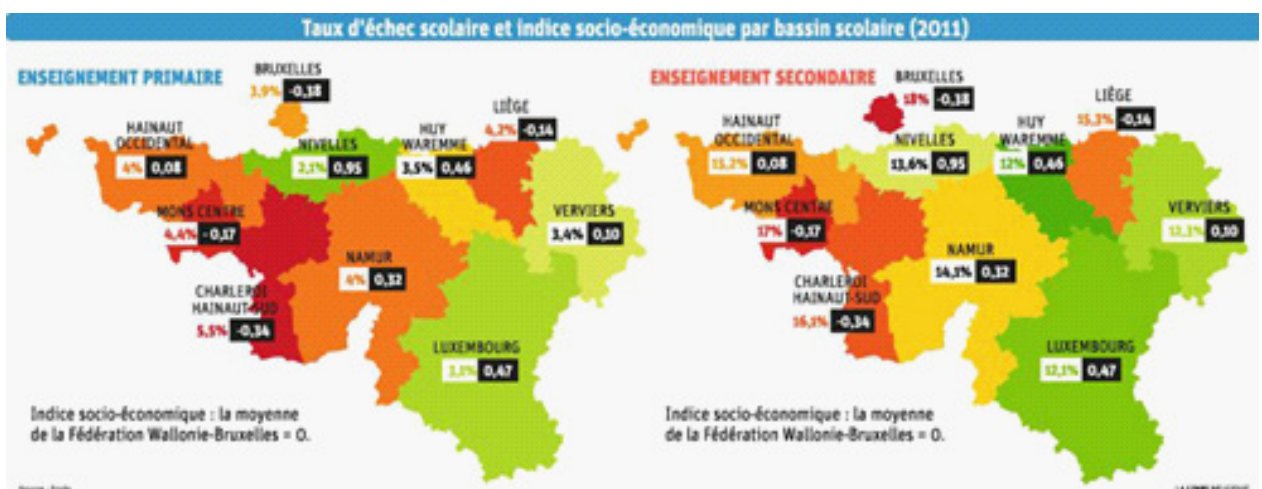 Taux d'échec scolaire et indice socio-économique par bassin scolaire (2011)
ENSEIGNEMENT PRIMAIRE
BRUXELLES
3,9% -0,38
HAINAUT
OCCIDENTAL
4% 0,08
NIVELLES
2,1% 0,95
HUY
WAREMME
3,5% 0,46
LIÈGE
4,2% -0,14
MONS CENTRE
4,4% -0,17
VERVIERS
3,4% 0,10
NAMUR
4% 0,32
CHARLEROI
HAINAUT-SUD
5,5% -0,34
LUXEMBOURG
3,1% 0,47
Indice socio-économique : la moyenne
de la Fédération Wallonie-Bruxelles = 0.
ENSEIGNEMENT SECONDAIRE
BRUXELLES
18% -0,38
HAINAUT
OCCIDENTAL
15,2% 0,08
NIVELLES
13,6% 0,95
HUY
WAREMME
12% 0,46
LIÈGE
15,3% -0,14
MONS CENTRE
17% -0,17
VERVIERS
12,3% 0,10
NAMUR
14,1% 0,32
CHARLEROI
HAINAUT-SUD
16,1% -0,34
LUXEMBOURG
12,1% 0,47
Indice socio-économique : la moyenne
de la Fédération Wallonie-Bruxelles = 0.